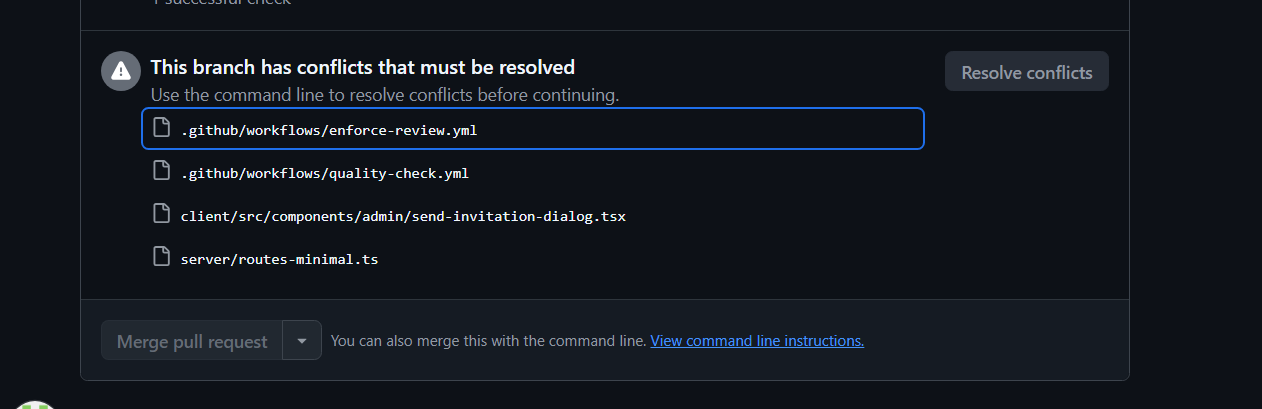 1 successful check
This branch has conflicts that must be resolved
Resolve conflicts
Use the command line to resolve conflicts before continuing.
.github/workflows/enforce-review.yml
.github/workflows/quality-check.yml
client/src/components/admin/send-invitation-dialog.tsx
server/routes-minimal.ts
Merge pull request
You can also merge this with the command line. View command line instructions.